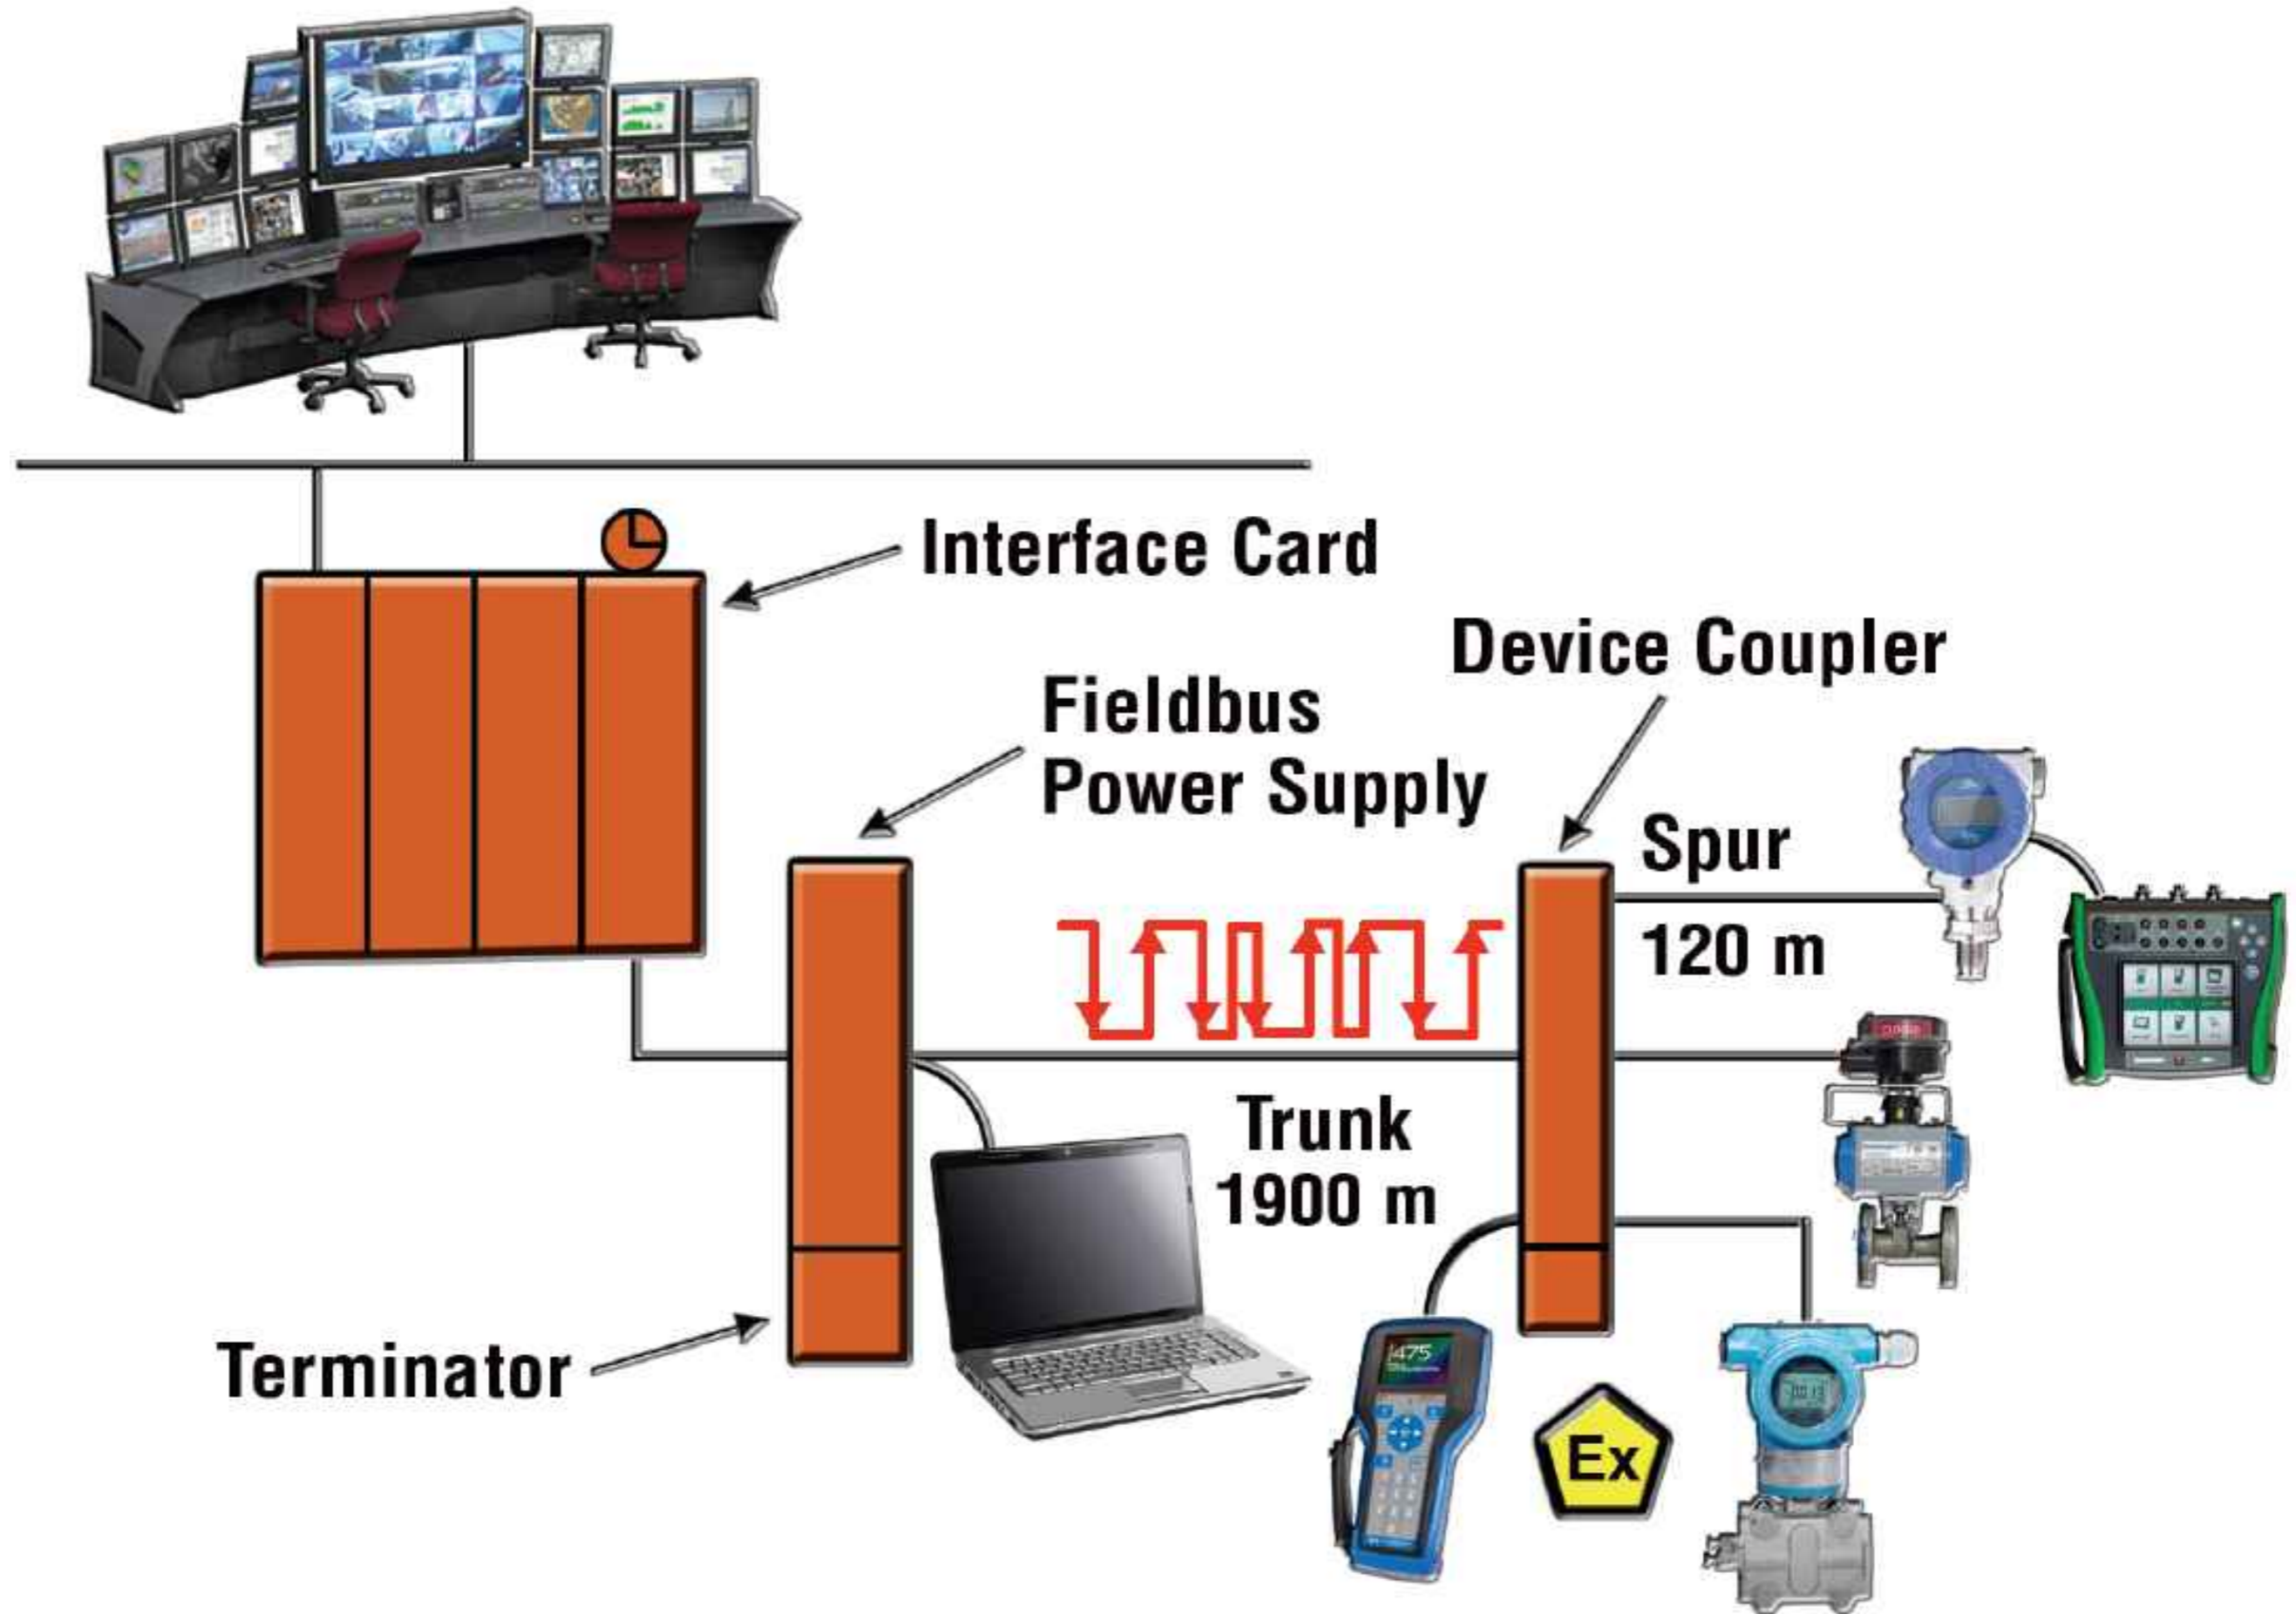 Interface Card
Device Coupler
Fieldbus
Power Supply
Spur
120 m
Trunk
1900 m
Terminator
475
Ex